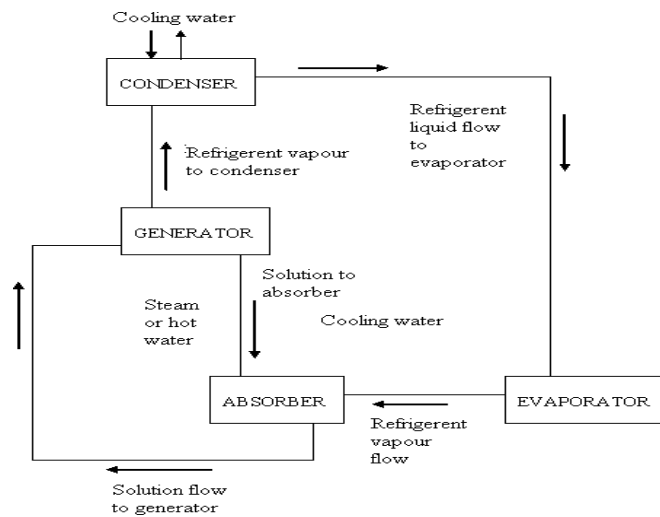 Cooling water
CONDENSER
Refrigerent
liquid flow
to
evaporator
Refrigerent vapour
to condenser
GENERATOR
Solution to
absorber
Steam
or hot
water
Cooling water
ABSORBER
EVAPORATOR
Refrigerent
vapour
flow
Solution flow
to generator